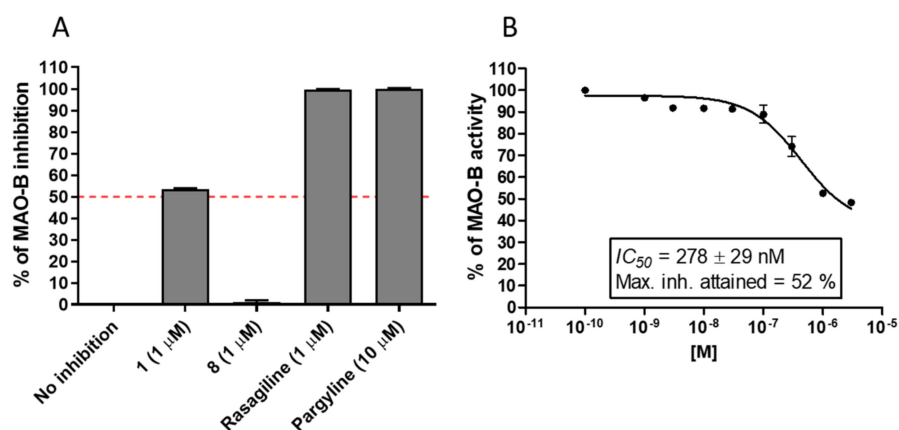 A
% of MAO-B inhibition
110
100
90
80
70
60
50
40
30
20
10
0
No inhibition
1 (1 μM)
8 (1 μM)
Rasagiline (1 μM)
Pargyline (10 μM)
B
% of MAO-B activity
110
100
90
80
70
60
50
40
30
20
10
0
IC50 = 278 ± 29 nM
Max. inh. attained = 52 %
10-11
10-10
10-9
10-8
10-7
10-6
10-5
[M]